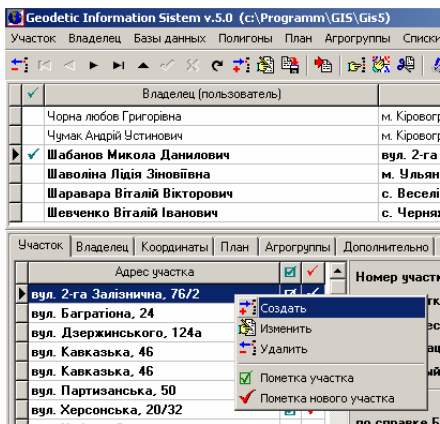 Geodetic Information Sistem v.5.0 (c:\Programm\GIS\Gis5)
Участок Владелец Базы данных Полигоны План Агрогруппы Списки
Владелец (пользователь)
Чорна любов Григорівна м. Кіровогр
Чумак Андрій Устинович м. Кіровогр
Шабанов Микола Данилович вул. 2-га
Шаволіна Лідія Зіновіївна м. Ульян
Шаравара Віталій Вікторович с. Веселі
Шевченко Віталій Іванович с. Черня
Участок Владелец Координаты План Агрогруппы Дополнительно
Адрес участка Номер участк
вул. 2-га Залізнична, 76/2
вул. Багратіона, 24
вул. Дзержинського, 124а
вул. Кавказька, 46
вул. Кавказька, 46
вул. Партизанська, 50
вул. Херсонська, 20/32
Создать
Изменить
Удалить
Пометка участка
Пометка нового участка
по справке Б